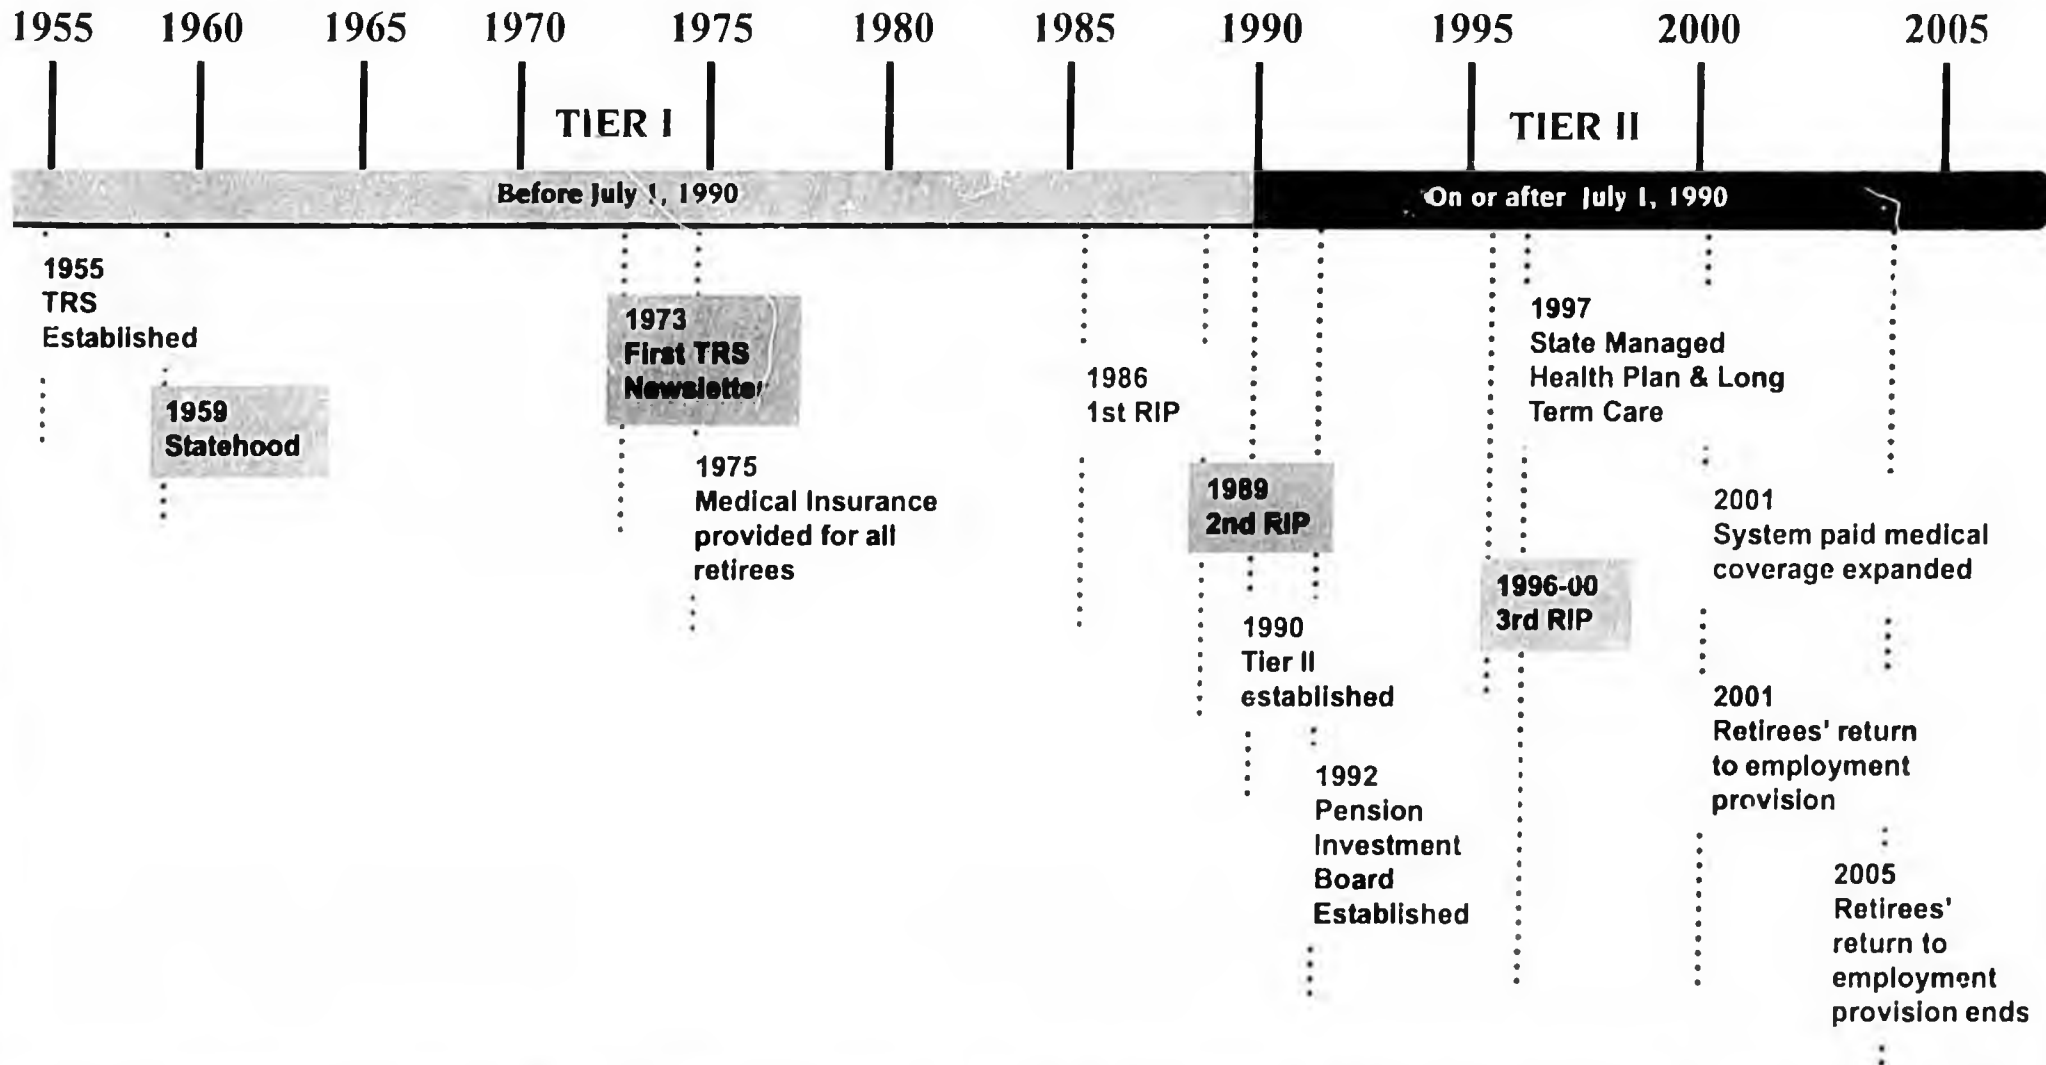 1955 1960 1965 1970 1975 1980 1985 1990 1995 2000 2005
TIER I
TIER II
Before July 1, 1990
On or after July 1, 1990
1955
TRS
Established
1959
Statehood
1973
First TRS
Newsletter
1975
Medical Insurance
provided for all
retirees
1986
1st RIP
1989
2nd RIP
1990
Tier II
established
1992
Pension
Investment
Board
Established
1996-00
3rd RIP
1997
State Managed
Health Plan & Long
Term Care
2001
System paid medical
coverage expanded
2001
Retirees' return
to employment
provision
2005
Retirees'
return to
employment
provision ends